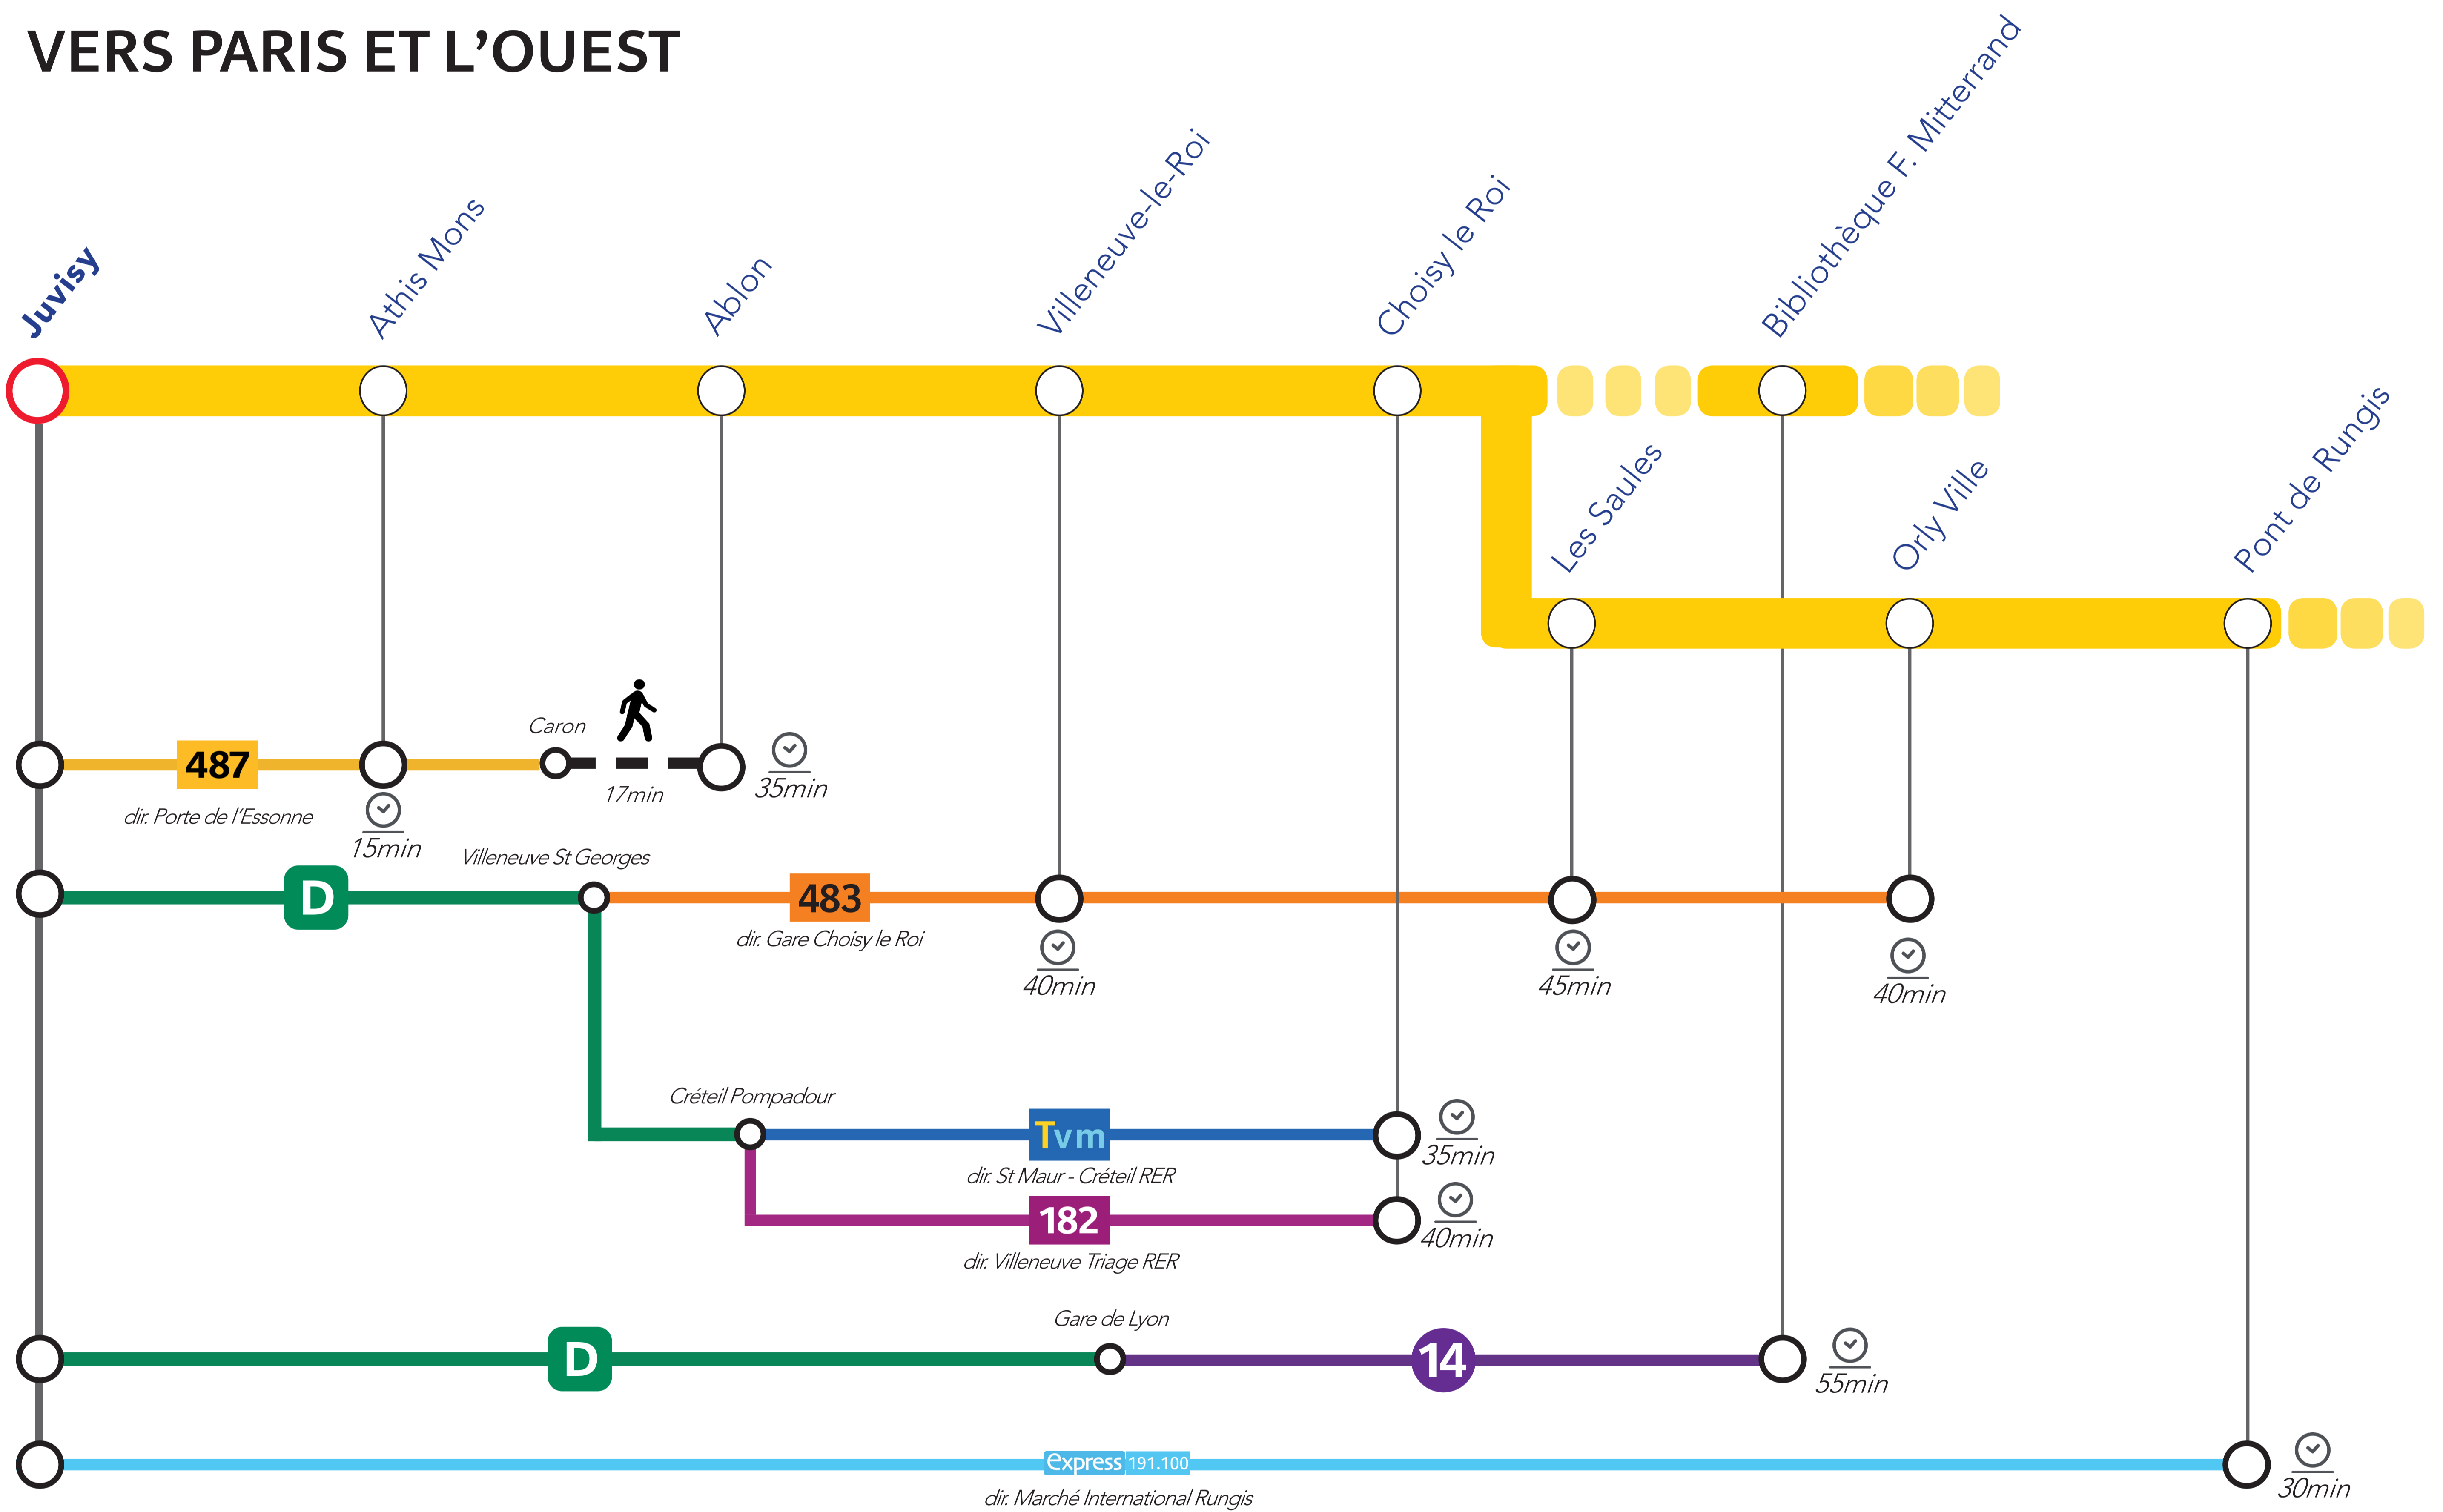 VERS PARIS ET L’OUEST
Juvisy
Athis Mons
Ablon
Villeneuve-le-Roi
Choisy le Roi
Bibliothèque F. Mitterrand
Les Saules
Orly Ville
Pont de Rungis
Caron
487
17min
35min
dir. Porte de l’Essonne
15min
Villeneuve St Georges
D
483
dir. Gare Choisy le Roi
40min
45min
40min
Créteil Pompadour
Tvm
35min
dir. St Maur - Créteil RER
182
40min
dir. Villeneuve Triage RER
Gare de Lyon
D
14
55min
express 191.100
30min
dir. Marché International Rungis